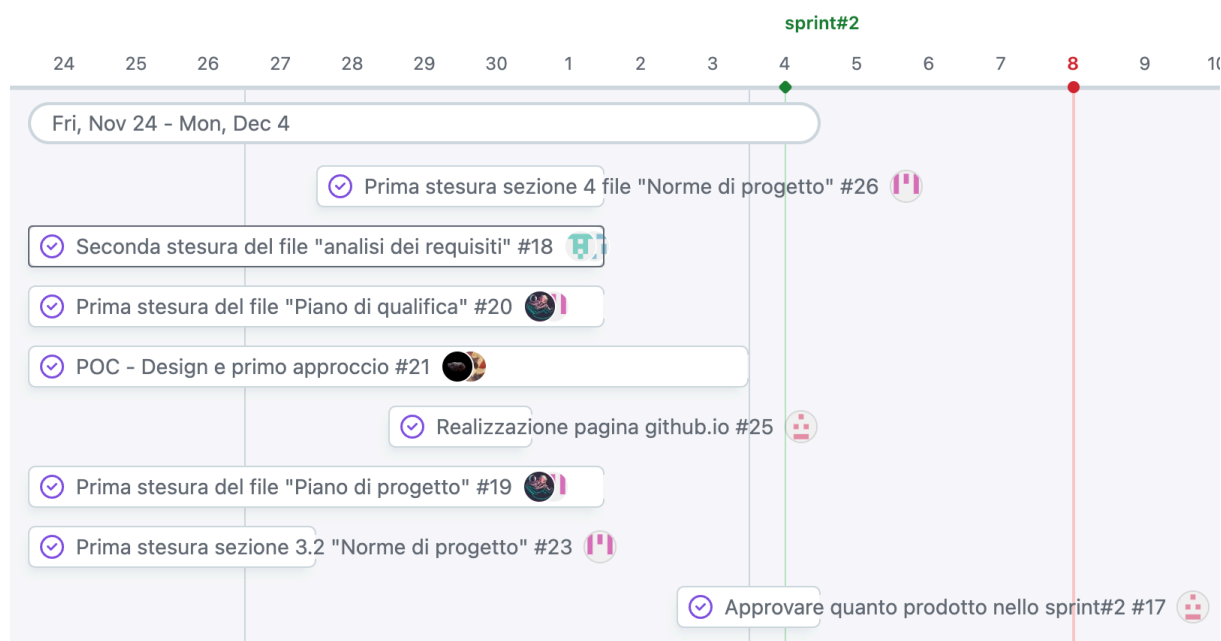 sprint#2
24 25 26 27 28 29 30 1 2 3 4 5 6 7 8 9 10
Fri, Nov 24 - Mon, Dec 4
Prima stesura sezione 4 file "Norme di progetto" #26
Seconda stesura del file "analisi dei requisiti" #18
Prima stesura del file "Piano di qualifica" #20
POC - Design e primo approccio #21
Realizzazione pagina github.io #25
Prima stesura del file "Piano di progetto" #19
Prima stesura sezione 3.2 "Norme di progetto" #23
Approvare quanto prodotto nello sprint#2 #17